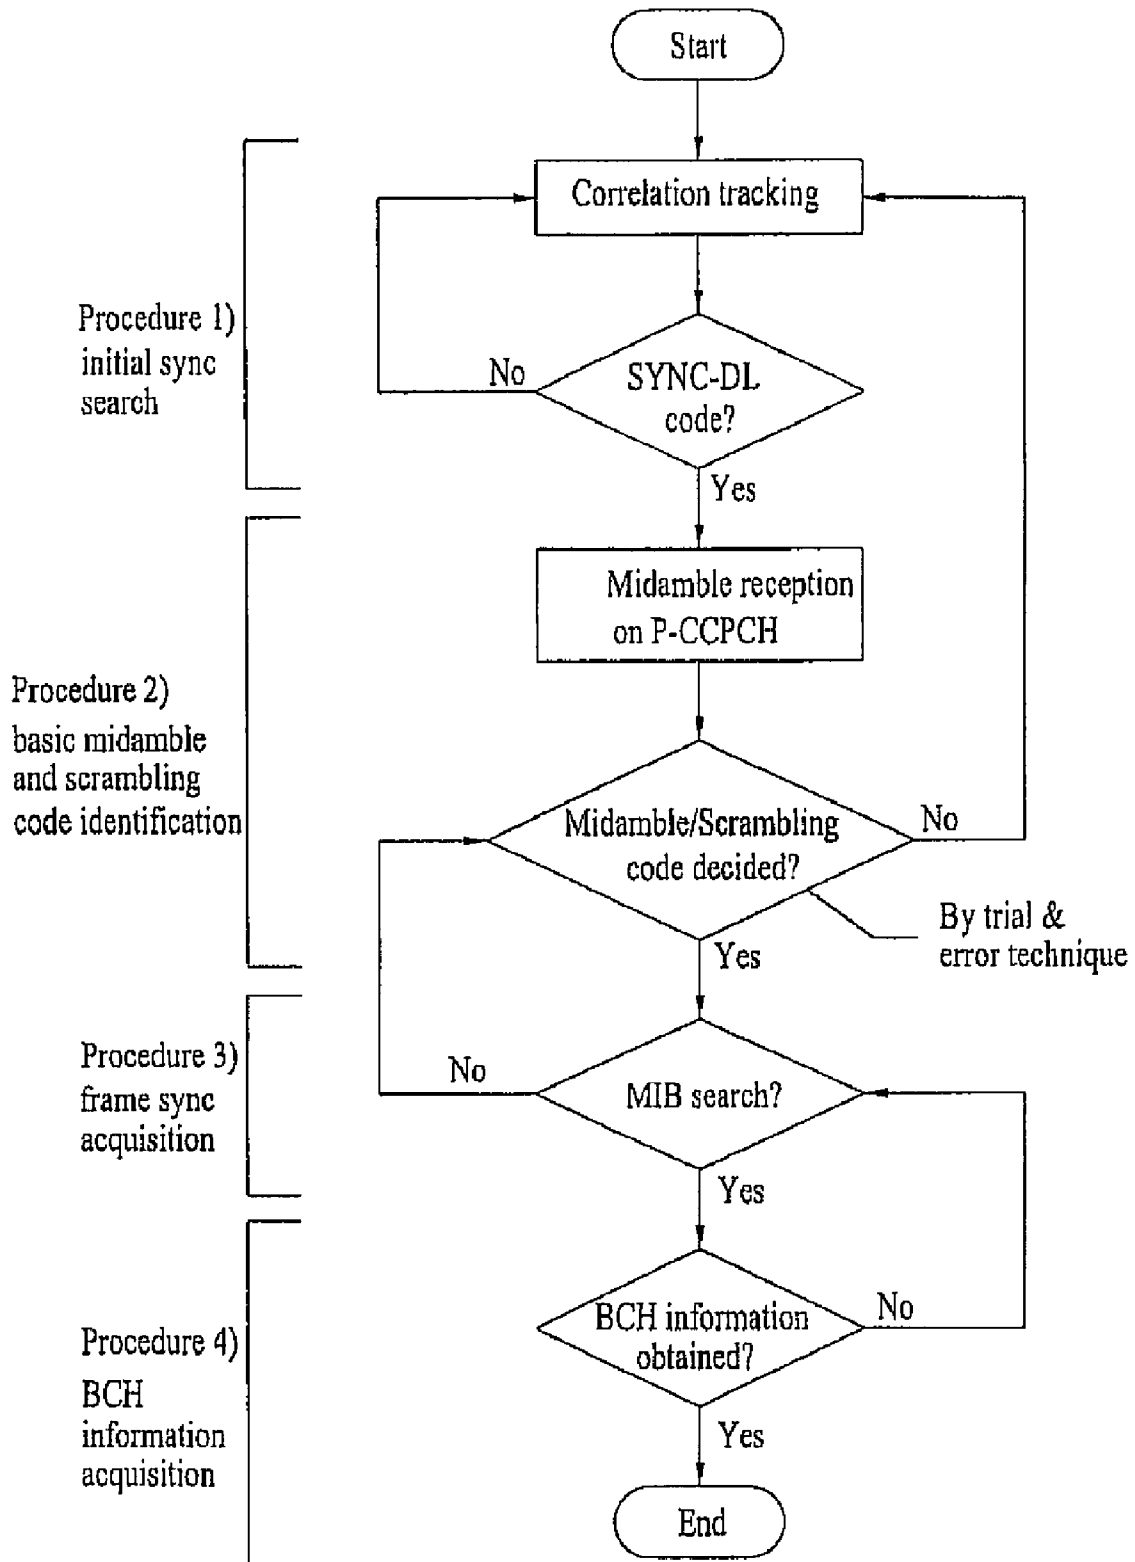 Start
Correlation tracking
Procedure 1)
initial sync
search
No
SYNC-DL
code?
Yes
Midamble reception
on P-CCPCH
Procedure 2)
basic midamble
and scrambling
code identification
Midamble/Scrambling
code decided?
No
By trial &
error technique
Yes
Procedure 3)
frame sync
acquisition
No
MIB search?
Yes
Procedure 4)
BCH
information
acquisition
BCH information
obtained?
No
Yes
End